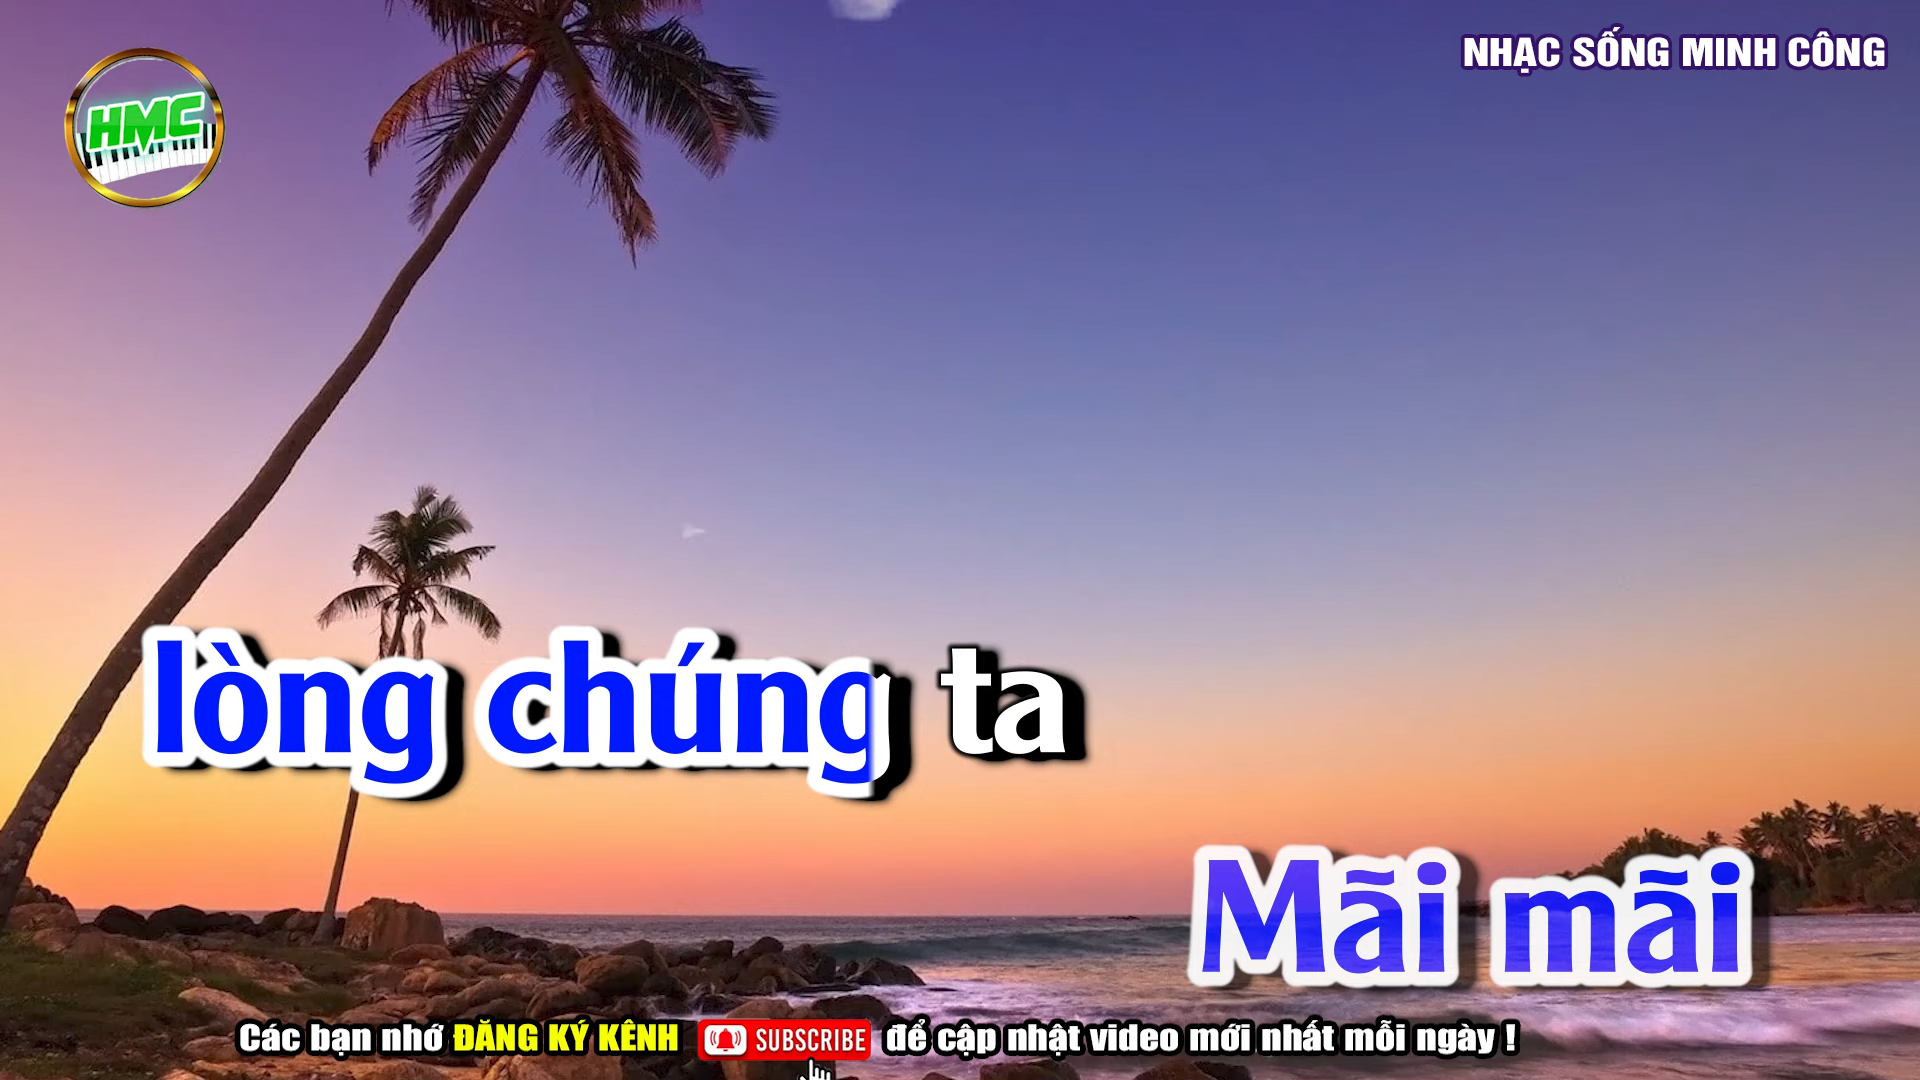 NHẠC SỐNG MINH CÔNG
HMC
lòng chúng ta
Mãi mãi
Các bạn nhớ ĐĂNG KÝ KÊNH SUBSCRIBE để cập nhật video mới nhất mỗi ngày !